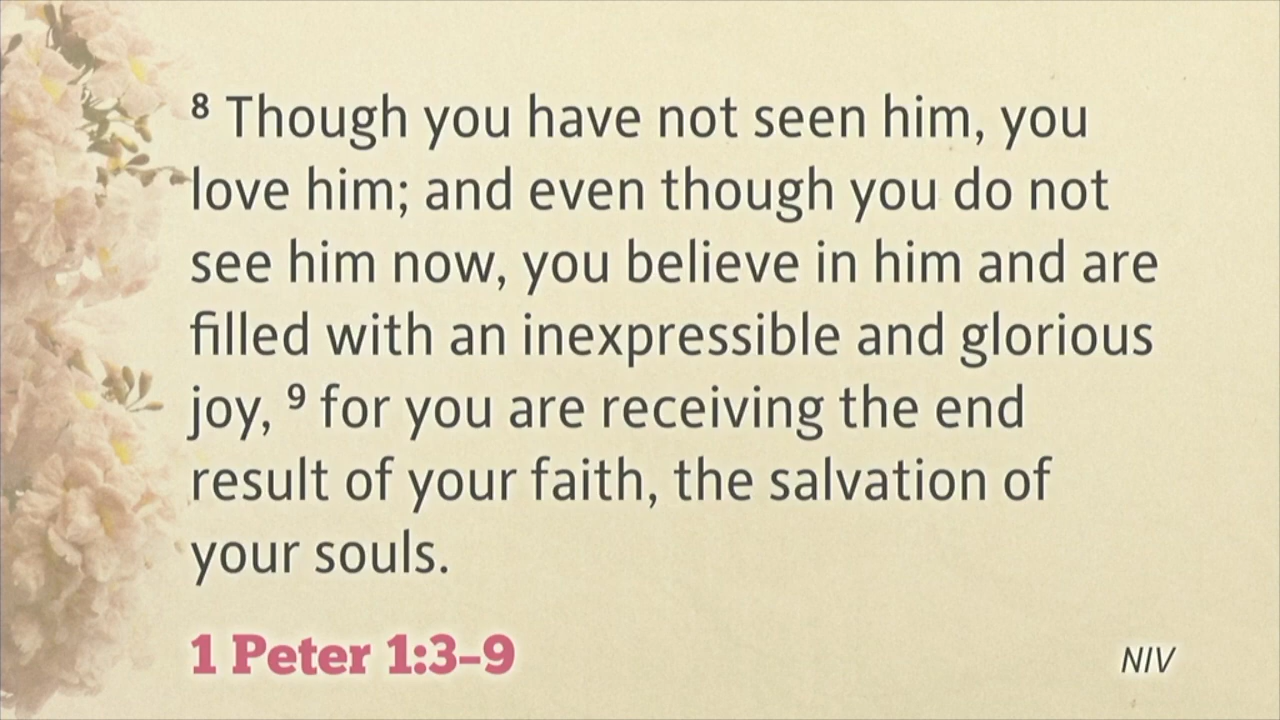 ⁸ Though you have not seen him, you
love him; and even though you do not
see him now, you believe in him and are
filled with an inexpressible and glorious
joy, ⁹ for you are receiving the end
result of your faith, the salvation of
your souls.
1 Peter 1:3–9
NIV